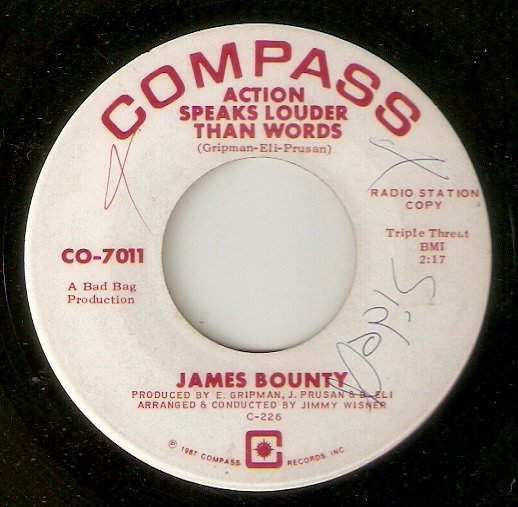 COMPASS
ACTION
SPEAKS LOUDER
THAN WORDS
(Gripman-Eli-Prusan)
RADIO STATION
COPY
CO-7011
Triple Threat
BMI
2:17
A Bad Bag
Production
JAMES BOUNTY
PRODUCED BY E. GRIPMAN, J. PRUSAN & B. ELI
ARRANGED & CONDUCTED BY JIMMY WISNER
C-226
℗ 1967 COMPASS RECORDS, INC.